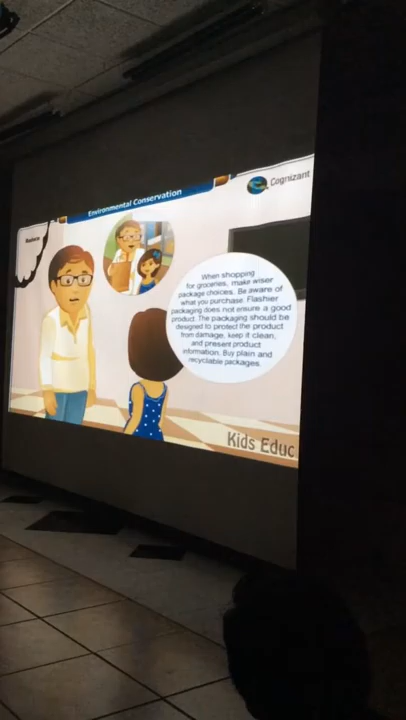 Environmental Conservation
Cognizant
Reduce
When shopping
for groceries, make wiser
package choices. Be aware of
what you purchase. Flashier
packaging does not ensure a good
product. The packaging should be
designed to protect the product
from damage, keep it clean,
and present product
information. Buy plain and
recyclable packages.
Kids Educ